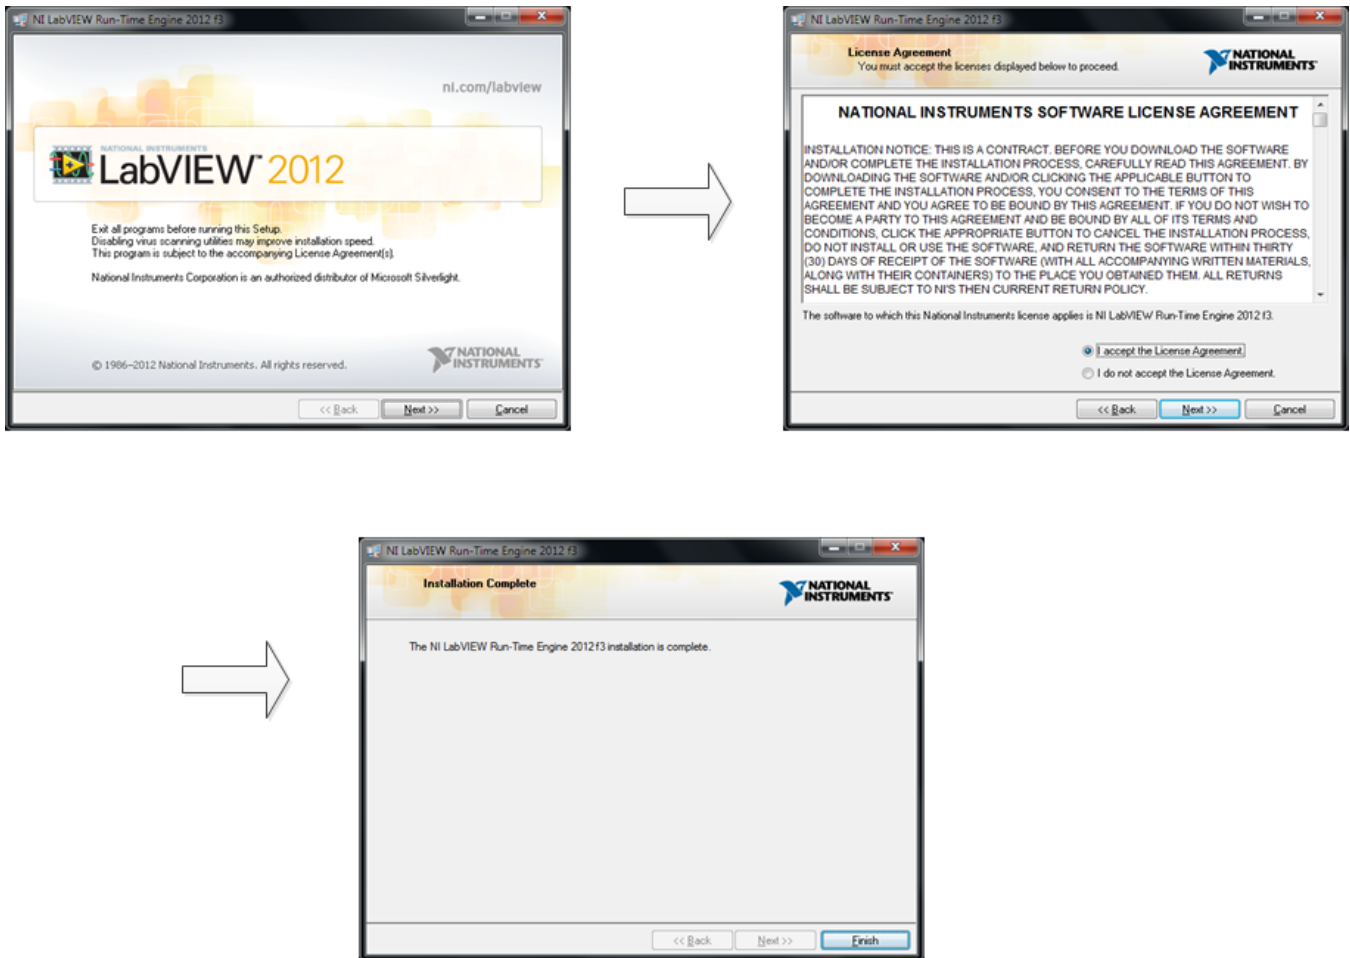 NI LabVIEW Run-Time Engine 2012 f3
ni.com/labview
NATIONAL INSTRUMENTS
LabVIEW™ 2012
Exit all programs before running this Setup.
Disabling virus scanning utilities may improve installation speed.
This program is subject to the accompanying License Agreement(s).
National Instruments Corporation is an authorized distributor of Microsoft Silverlight.
© 1986–2012 National Instruments. All rights reserved.
NATIONAL
INSTRUMENTS
<< Back Next >> Cancel
NI LabVIEW Run-Time Engine 2012 f3
License Agreement
You must accept the licenses displayed below to proceed.
NATIONAL
INSTRUMENTS
NATIONAL INSTRUMENTS SOFTWARE LICENSE AGREEMENT
INSTALLATION NOTICE: THIS IS A CONTRACT. BEFORE YOU DOWNLOAD THE SOFTWARE
AND/OR COMPLETE THE INSTALLATION PROCESS, CAREFULLY READ THIS AGREEMENT. BY
DOWNLOADING THE SOFTWARE AND/OR CLICKING THE APPLICABLE BUTTON TO
COMPLETE THE INSTALLATION PROCESS, YOU CONSENT TO THE TERMS OF THIS
AGREEMENT AND YOU AGREE TO BE BOUND BY THIS AGREEMENT. IF YOU DO NOT WISH TO
BECOME A PARTY TO THIS AGREEMENT AND BE BOUND BY ALL OF ITS TERMS AND
CONDITIONS, CLICK THE APPROPRIATE BUTTON TO CANCEL THE INSTALLATION PROCESS,
DO NOT INSTALL OR USE THE SOFTWARE, AND RETURN THE SOFTWARE WITHIN THIRTY
(30) DAYS OF RECEIPT OF THE SOFTWARE (WITH ALL ACCOMPANYING WRITTEN MATERIALS,
ALONG WITH THEIR CONTAINERS) TO THE PLACE YOU OBTAINED THEM. ALL RETURNS
SHALL BE SUBJECT TO NI'S THEN CURRENT RETURN POLICY.
The software to which this National Instruments license applies is NI LabVIEW Run-Time Engine 2012 f3.
I accept the License Agreement.
I do not accept the License Agreement.
<< Back Next >> Cancel
NI LabVIEW Run-Time Engine 2012 f3
Installation Complete
NATIONAL
INSTRUMENTS
The NI LabVIEW Run-Time Engine 2012 f3 installation is complete.
<< Back Next >> Finish